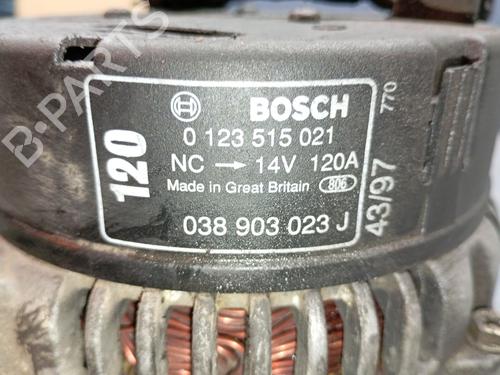 BOSCH
0 123 515 021
NC → 14V 120A
Made in Great Britain 806
038 903 023 J
120
43/97
770